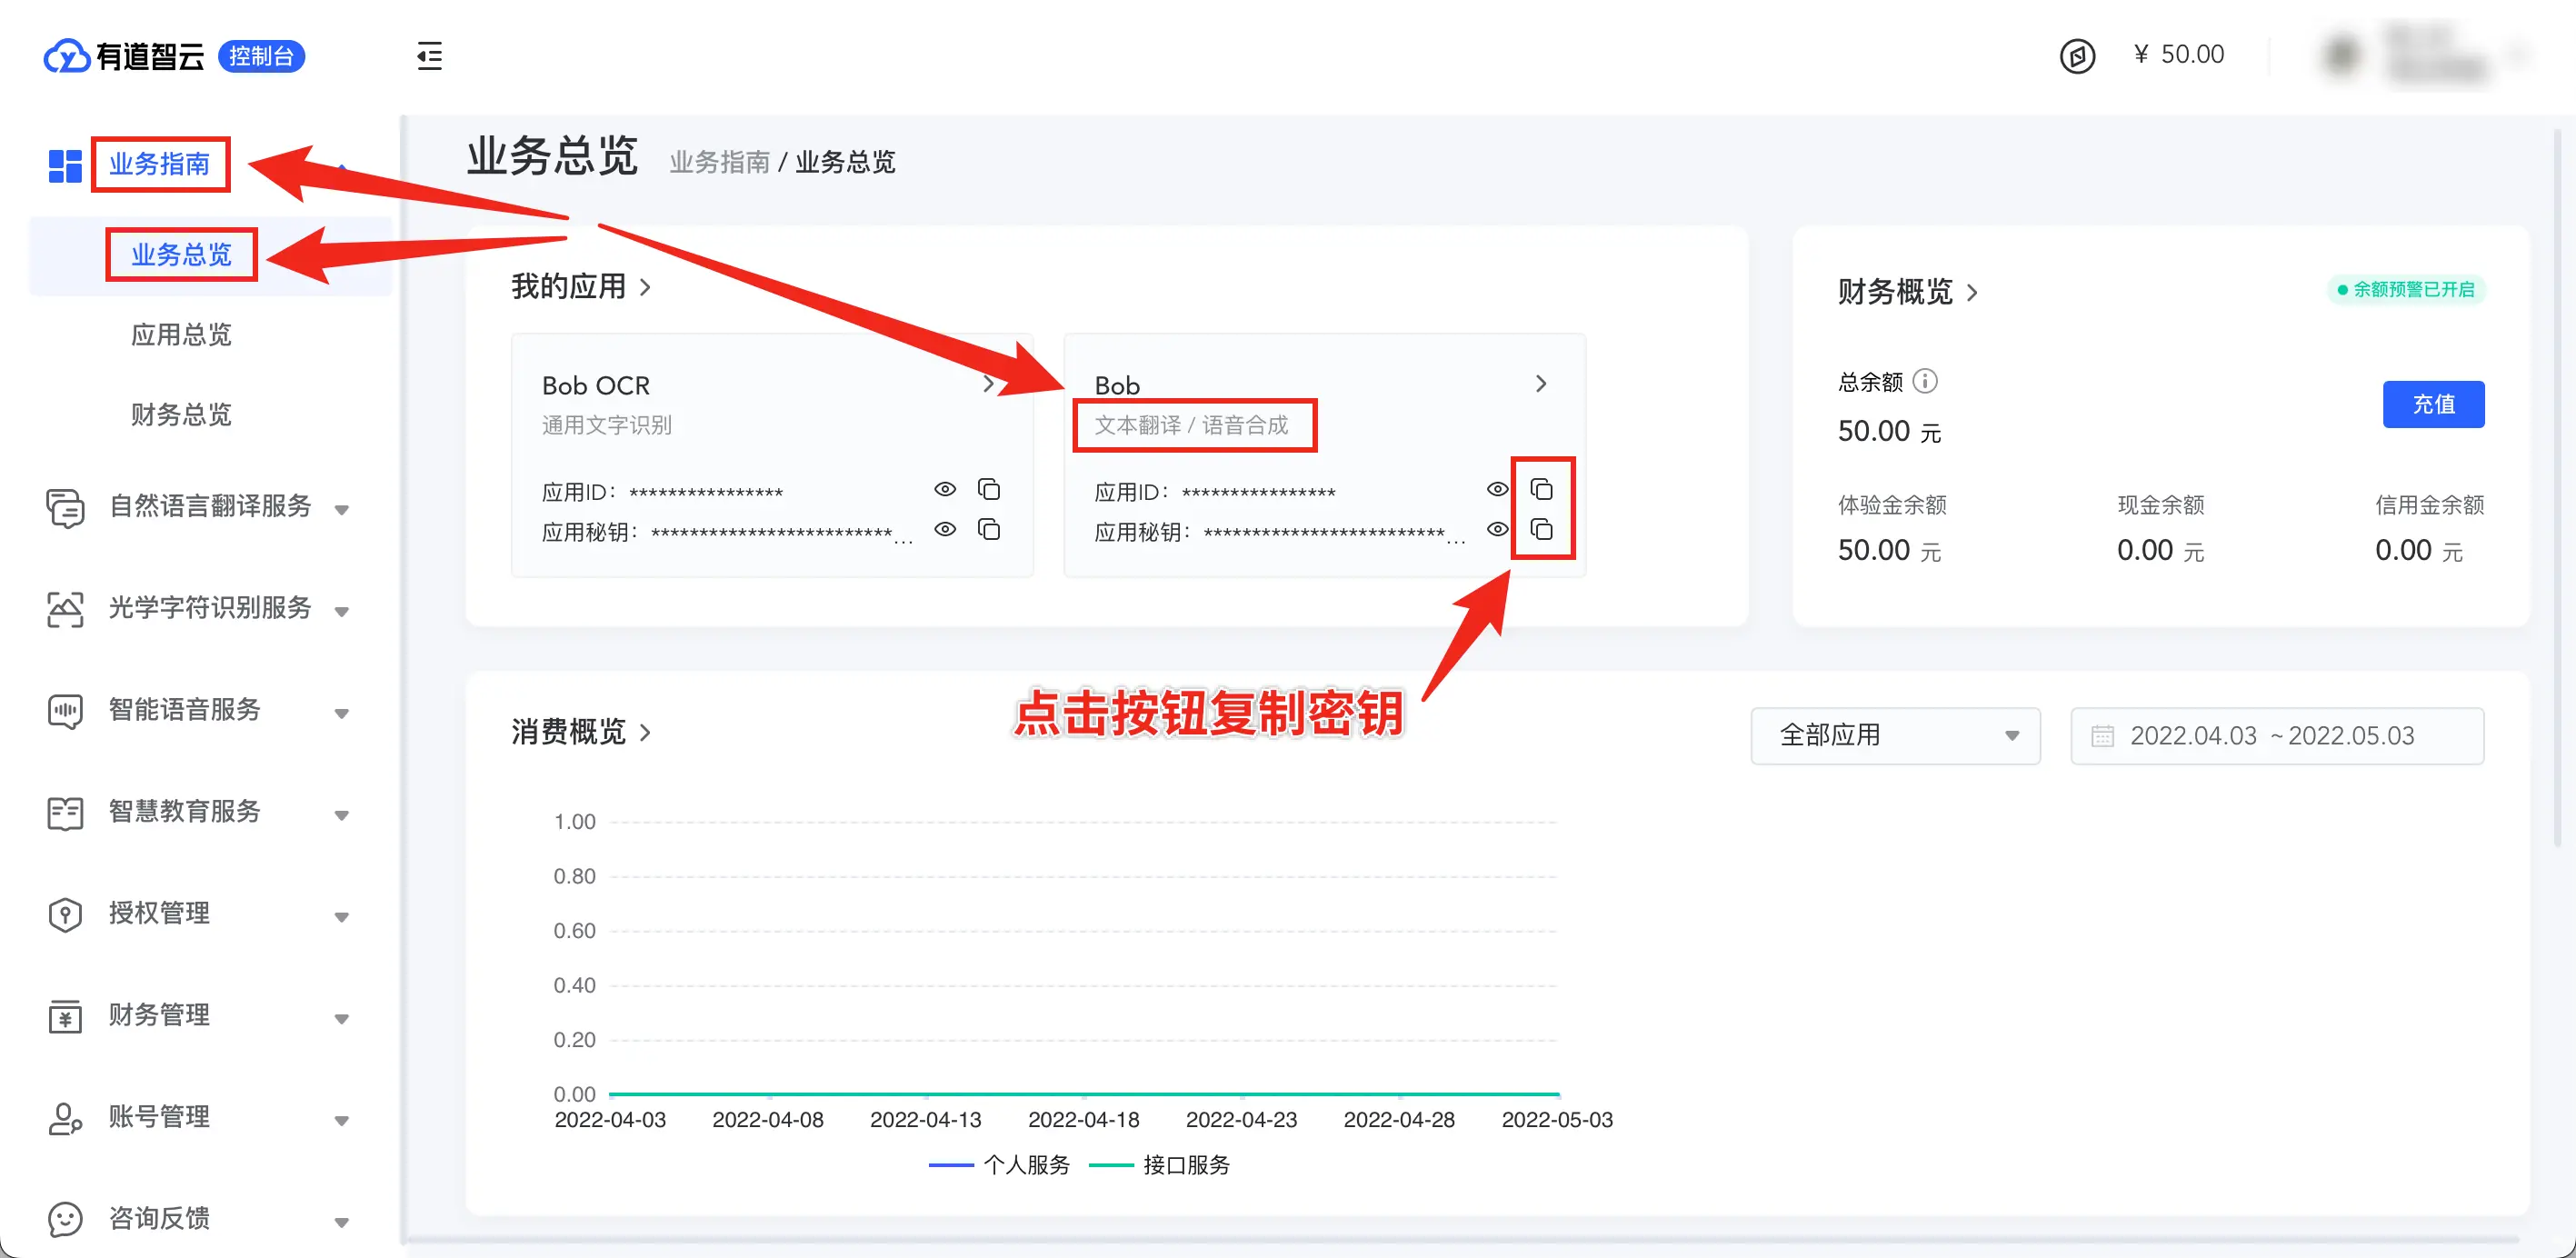 有道智云 控制台
¥ 50.00
业务指南
业务总览
应用总览
财务总览
自然语言翻译服务
光学字符识别服务
智能语音服务
智慧教育服务
授权管理
财务管理
账号管理
咨询反馈
业务总览 业务指南 / 业务总览
我的应用
Bob OCR
通用文字识别
应用ID: ****************
应用秘钥: *************************...
Bob
文本翻译 / 语音合成
应用ID: ****************
应用秘钥: *************************...
点击按钮复制密钥
财务概览
余额预警已开启
总余额
50.00 元
充值
体验金余额 现金余额 信用金余额
50.00 元 0.00 元 0.00 元
消费概览
全部应用
2022.04.03 ~ 2022.05.03
1.00
0.80
0.60
0.40
0.20
0.00
2022-04-03 2022-04-08 2022-04-13 2022-04-18 2022-04-23 2022-04-28 2022-05-03
个人服务 接口服务